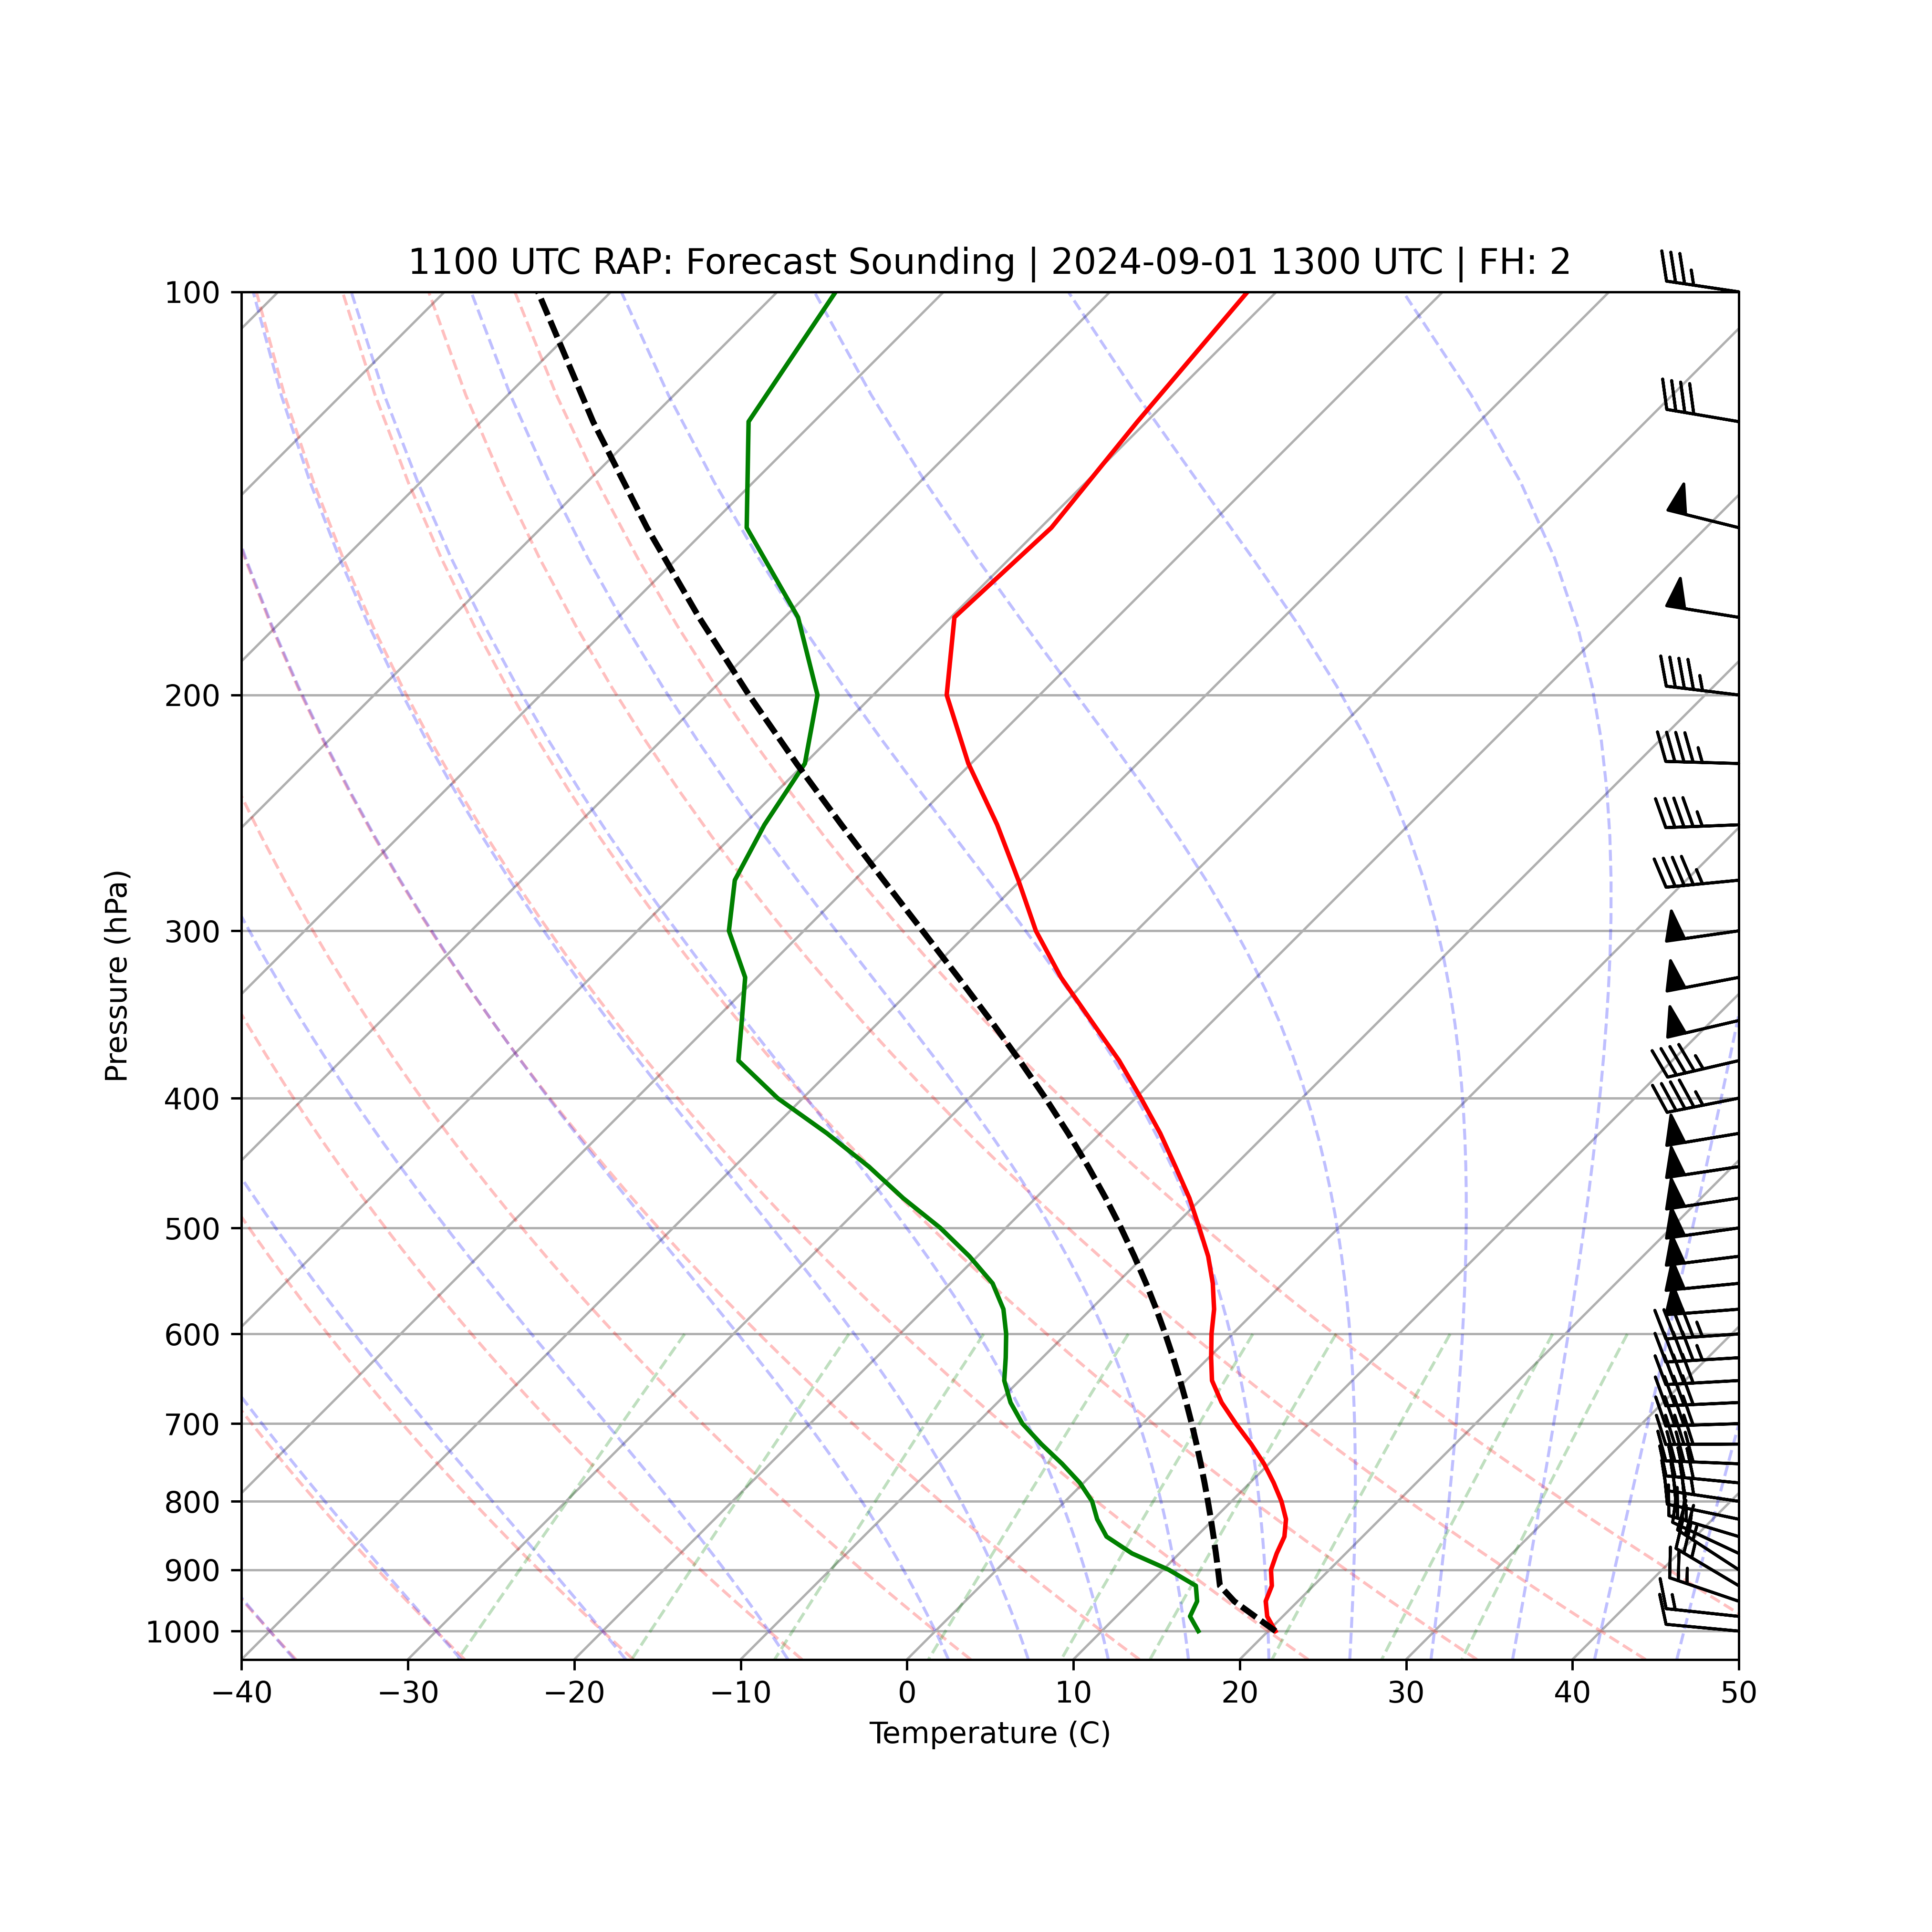 1100 UTC RAP: Forecast Sounding | 2024-09-01 1300 UTC | FH: 2
100
200
300
400
500
600
700
800
900
1000
Pressure (hPa)
−40 −30 −20 −10 0 10 20 30 40 50
Temperature (C)